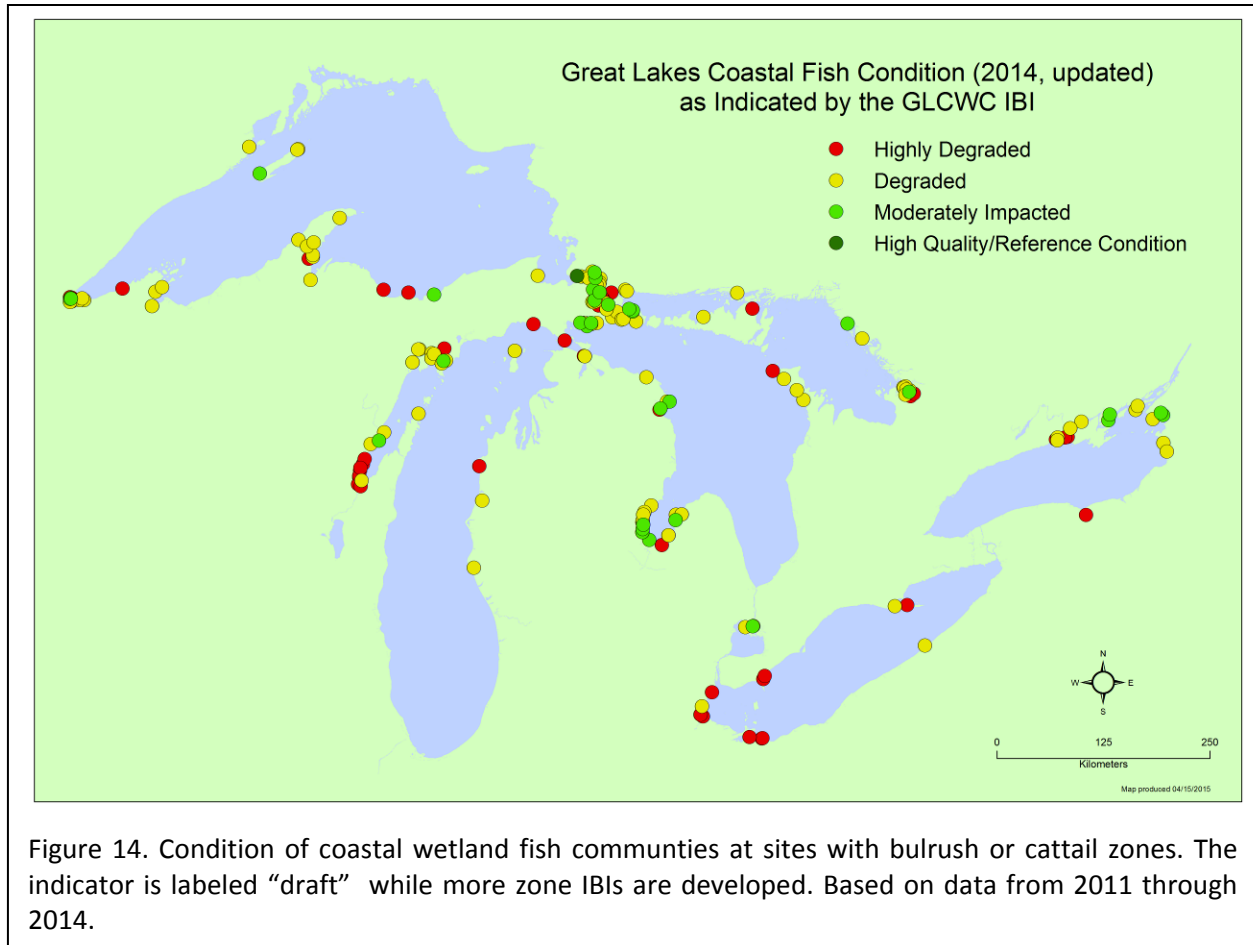 Great Lakes Coastal Fish Condition (2014, updated)
as Indicated by the GLCWC IBI
Highly Degraded
Degraded
Moderately Impacted
High Quality/Reference Condition
N
W E
S
0 125 250
Kilometers
Map produced 04/15/2015
Figure 14. Condition of coastal wetland fish communties at sites with bulrush or cattail zones. The
indicator is labeled “draft” while more zone IBIs are developed. Based on data from 2011 through
2014.